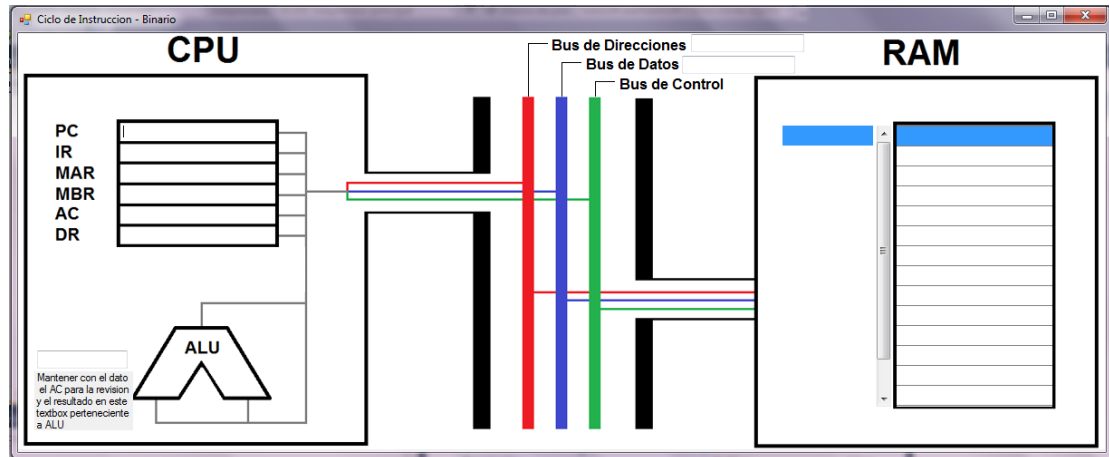 Ciclo de Instruccion - Binario
CPU
Bus de Direcciones
Bus de Datos
Bus de Control
RAM
PC
IR
MAR
MBR
AC
DR
ALU
Mantener con el dato
el AC para la revision
y el resultado en este
textbox perteneciente
a ALU